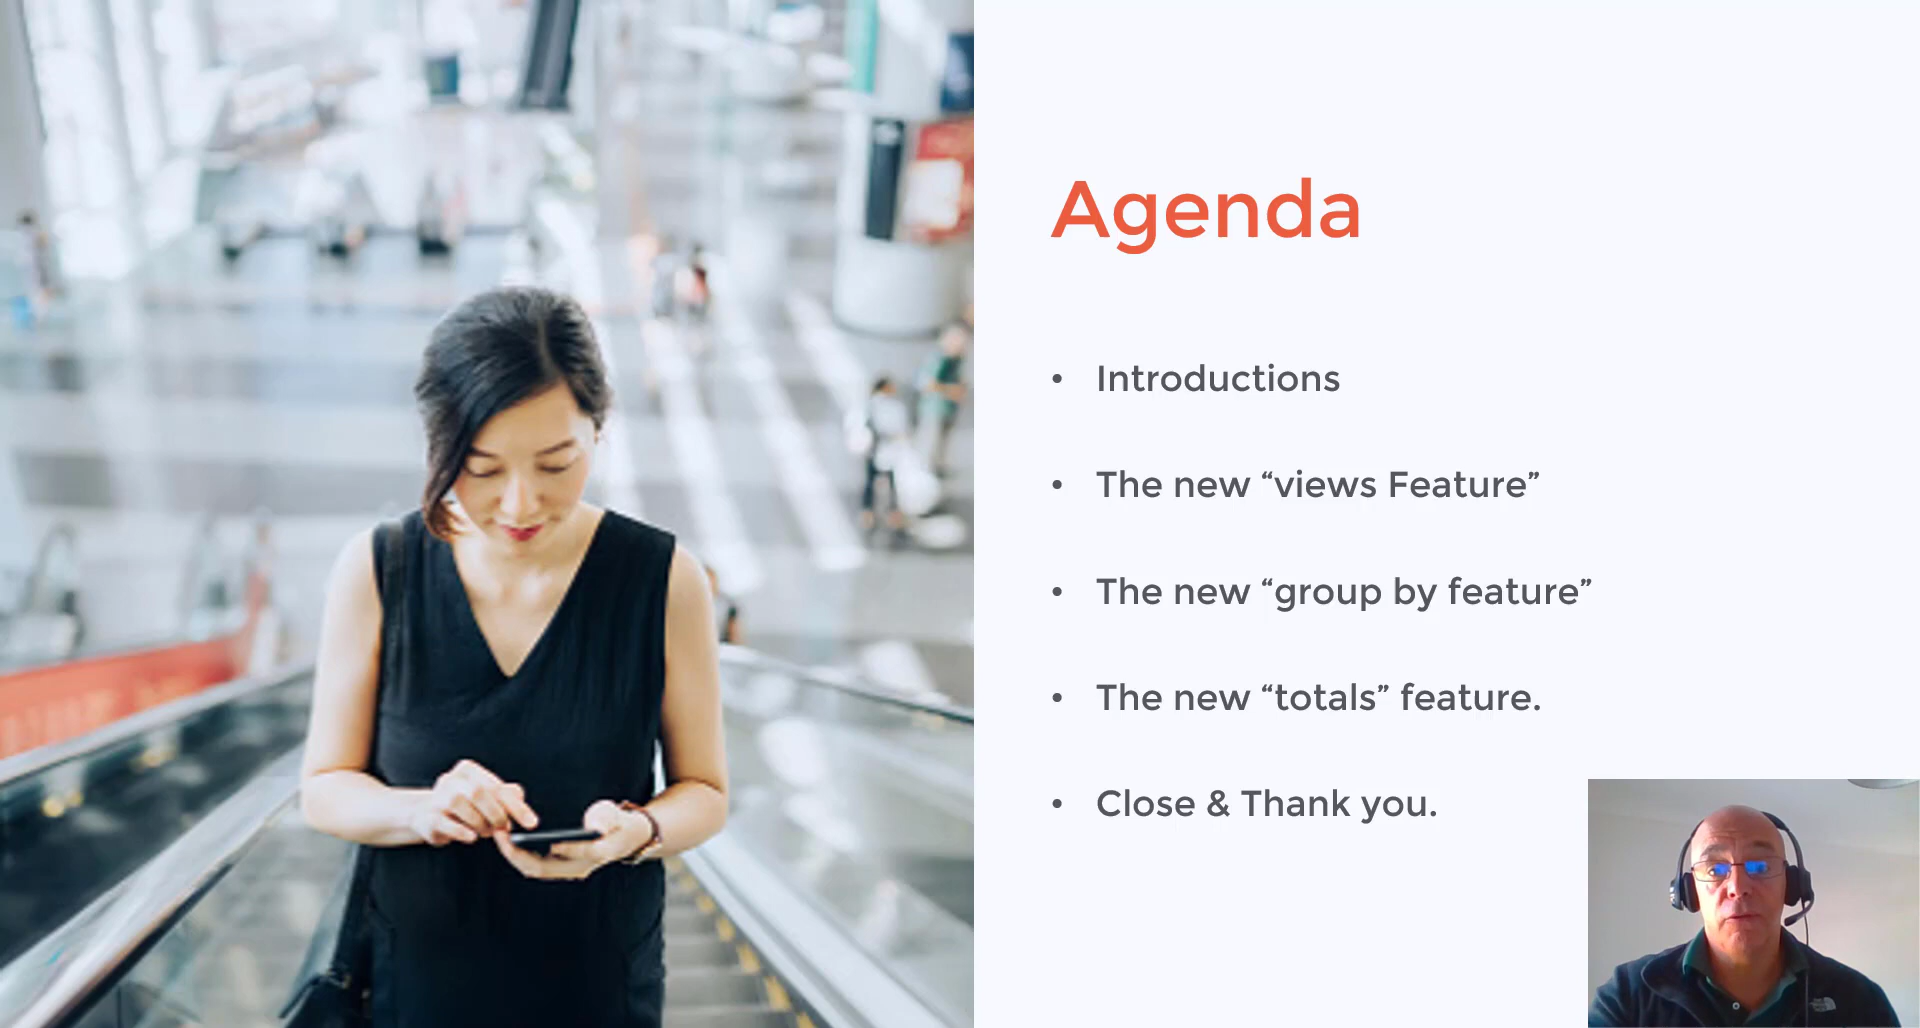 Agenda
• Introductions
• The new “views Feature”
• The new “group by feature”
• The new “totals” feature.
• Close & Thank you.